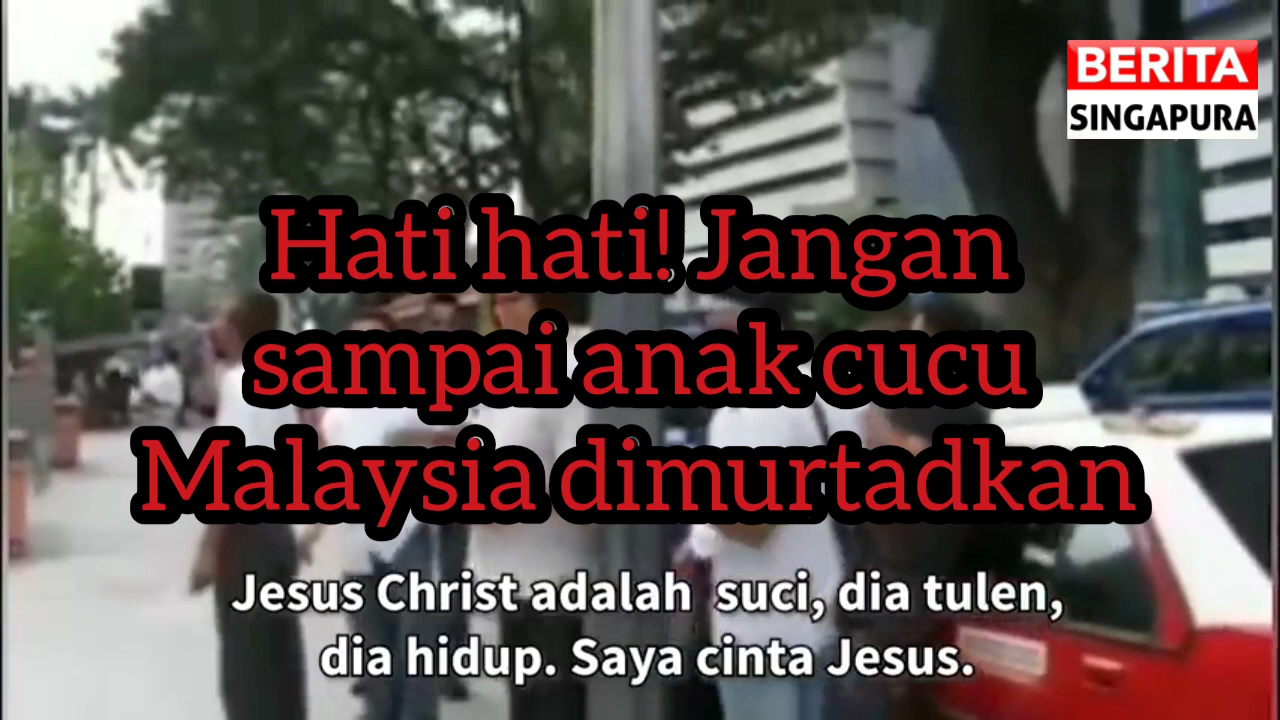 BERITA
SINGAPURA
Hati hati! Jangan
sampai anak cucu
Malaysia dimurtadkan
Jesus Christ adalah suci, dia tulen,
dia hidup. Saya cinta Jesus.